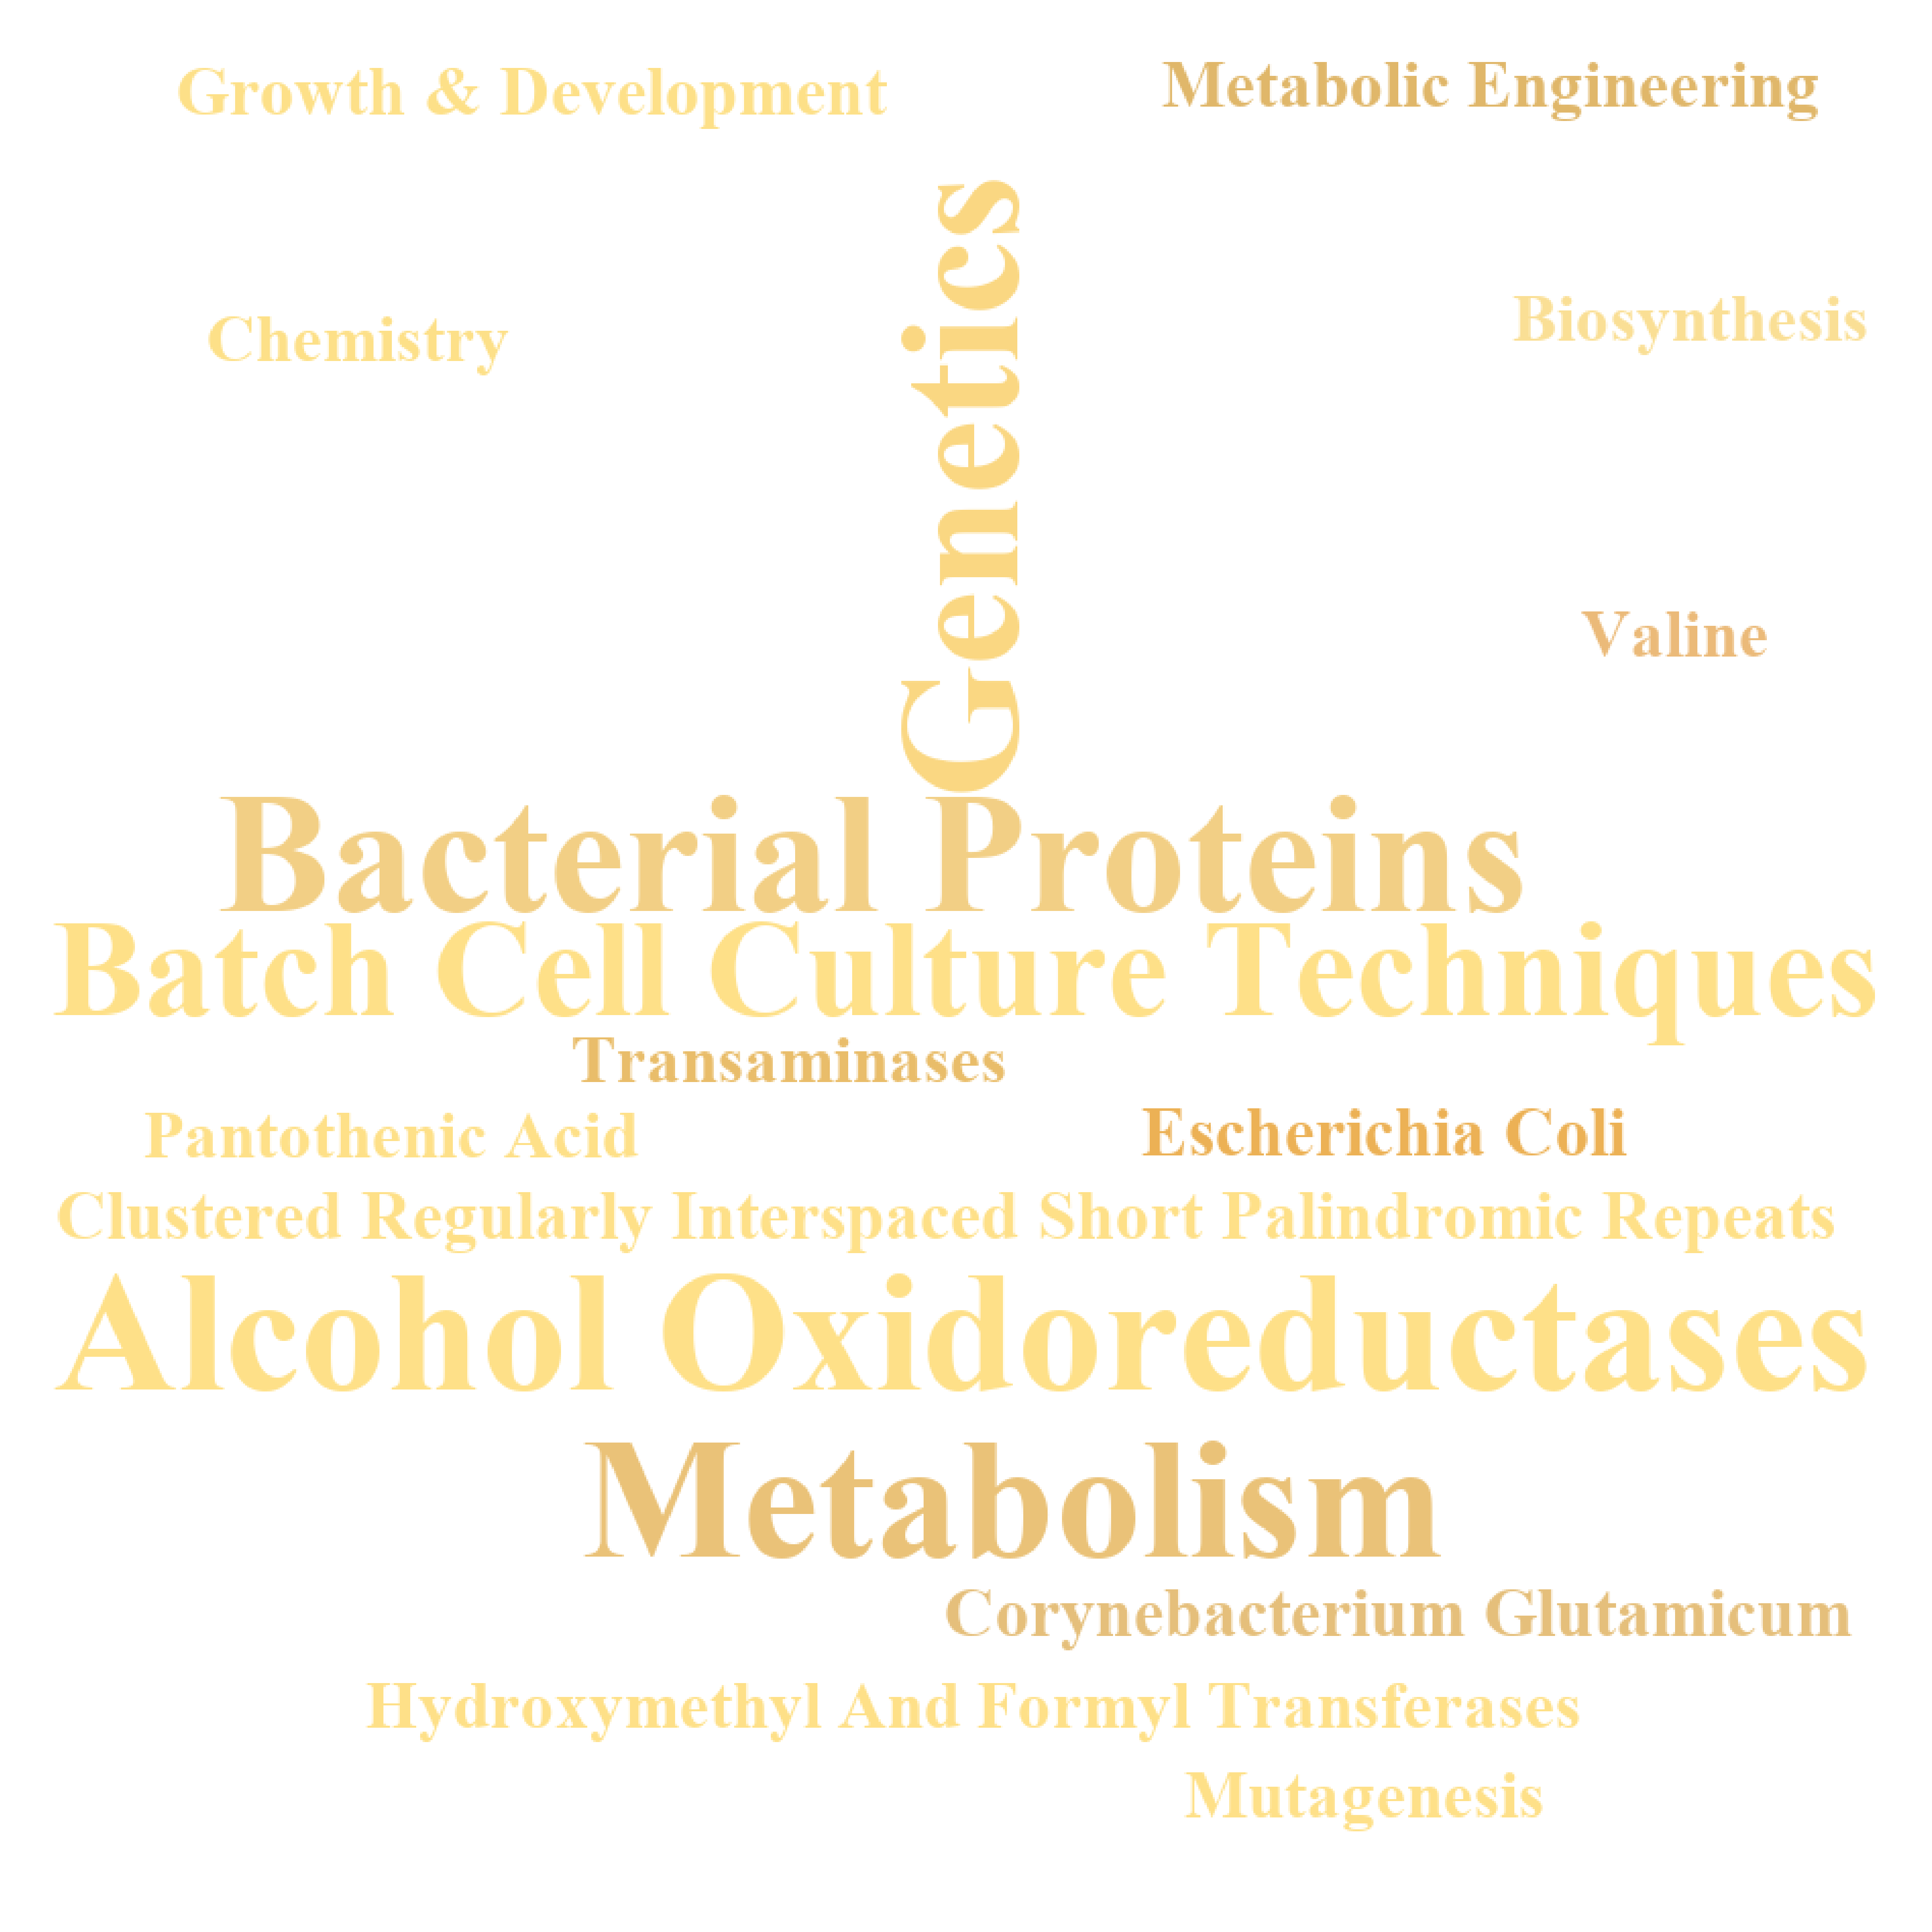 Growth & Development
Metabolic Engineering
Genetics
Chemistry
Biosynthesis
Valine
Bacterial Proteins
Batch Cell Culture Techniques
Transaminases
Pantothenic Acid
Escherichia Coli
Clustered Regularly Interspaced Short Palindromic Repeats
Alcohol Oxidoreductases
Metabolism
Corynebacterium Glutamicum
Hydroxymethyl And Formyl Transferases
Mutagenesis